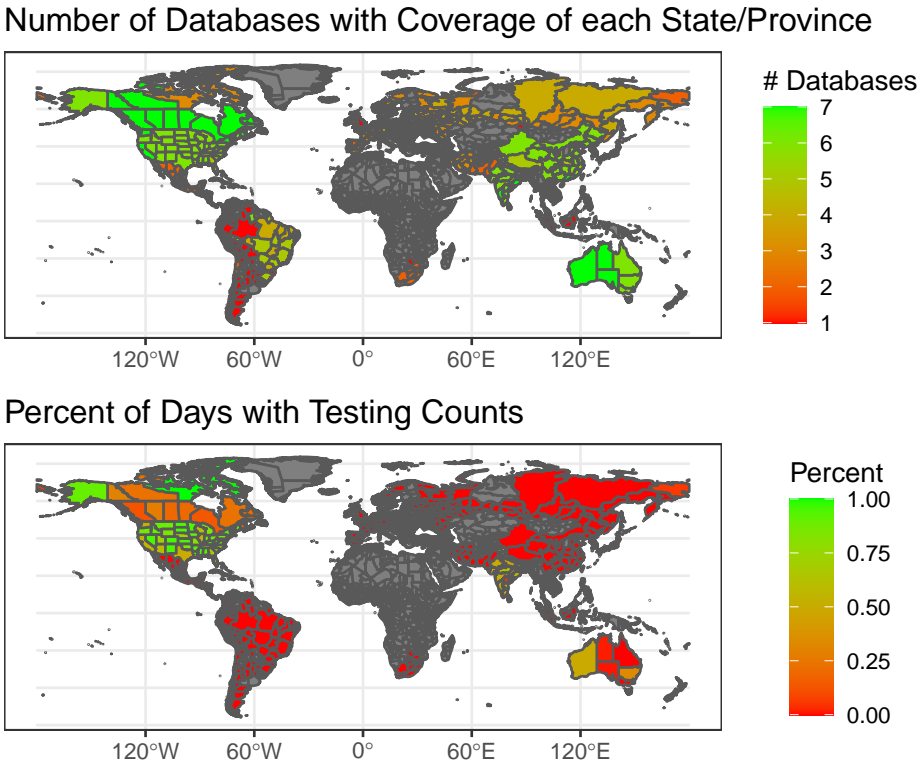 Number of Databases with Coverage of each State/Province
# Databases
7
6
5
4
3
2
1
120°W 60°W 0° 60°E 120°E
Percent of Days with Testing Counts
Percent
1.00
0.75
0.50
0.25
0.00
120°W 60°W 0° 60°E 120°E